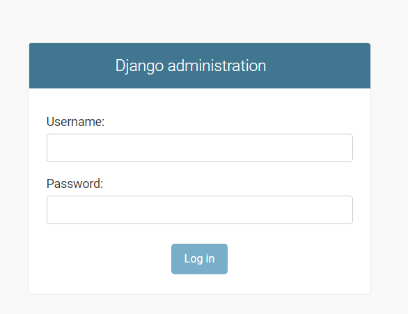 Django administration
Username:
Password:
Log in